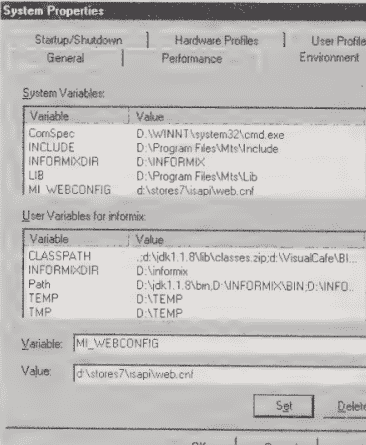 System Properties
Startup/Shutdown Hardware Profiles User Profile
General Performance Environment
System Variables:
Variable Value
ComSpec D:\WINNT\system32\cmd.exe
INCLUDE D:\Program Files\Mts\Include
INFORMIXDIR D:\INFORMIX
LIB D:\Program Files\Mts\Lib
MI_WEBCONFIG d:\stores7\isapi\web.cnf
User Variables for informix:
Variable Value
CLASSPATH .;d:\jdk1.1.8\lib\classes.zip;d:\VisualCafe\BI...
INFORMIXDIR D:\informix
Path D:\jdk1.1.8\bin;D:\INFORMIX\BIN;D:\INFO...
TEMP D:\TEMP
TMP D:\TEMP
Variable: MI_WEBCONFIG
Value: d:\stores7\isapi\web.cnf
Set Delete